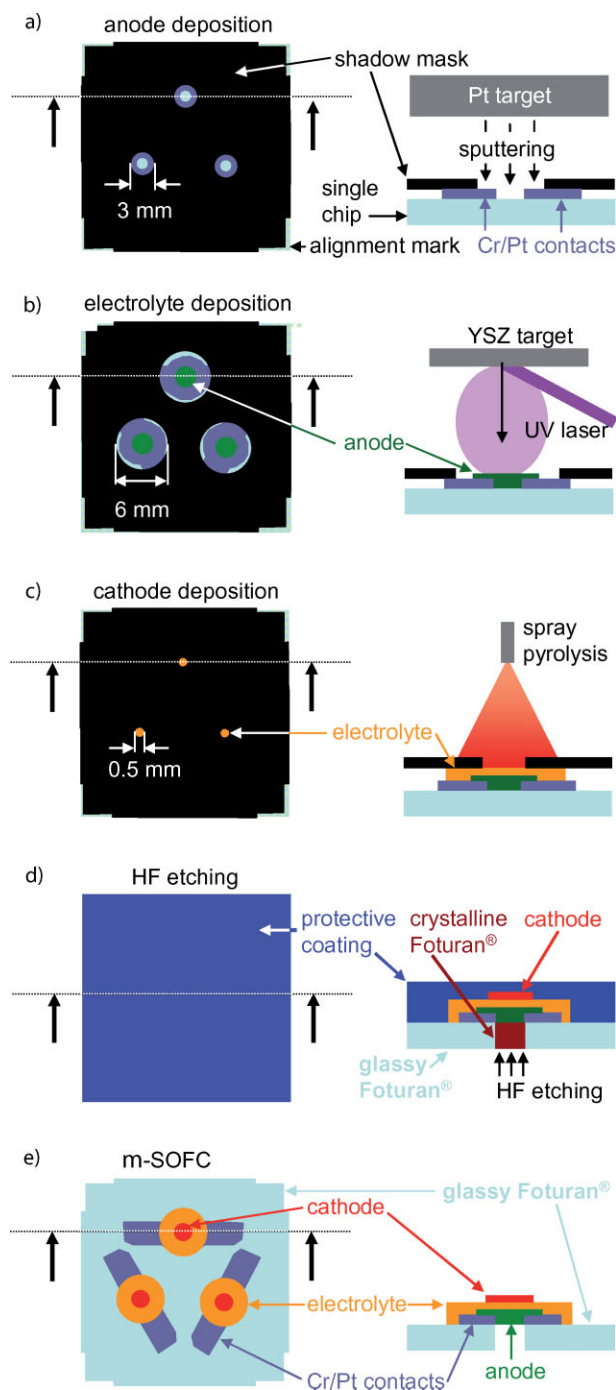 a)
anode deposition
shadow mask
Pt target
sputtering
single
chip
3 mm
alignment mark
Cr/Pt contacts
b)
electrolyte deposition
YSZ target
UV laser
anode
6 mm
c)
cathode deposition
spray
pyrolysis
electrolyte
0.5 mm
d)
HF etching
protective
coating
crystalline
Foturan®
cathode
glassy
Foturan®
HF etching
e)
m-SOFC
glassy Foturan®
cathode
electrolyte
Cr/Pt contacts
anode